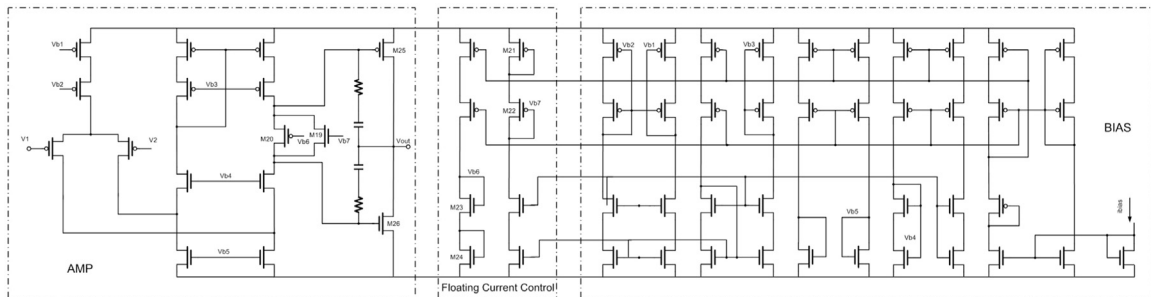 Vb1
M25
M21
Vb2
Vb1
Vb3
Vb2
Vb3
M22
Vb7
BIAS
V1
V2
M20
M19
Vb6
Vb7
Vout
Vb4
Vb6
M23
Vb5
Ibias
M26
Vb4
Vb5
M24
AMP
Floating Current Control